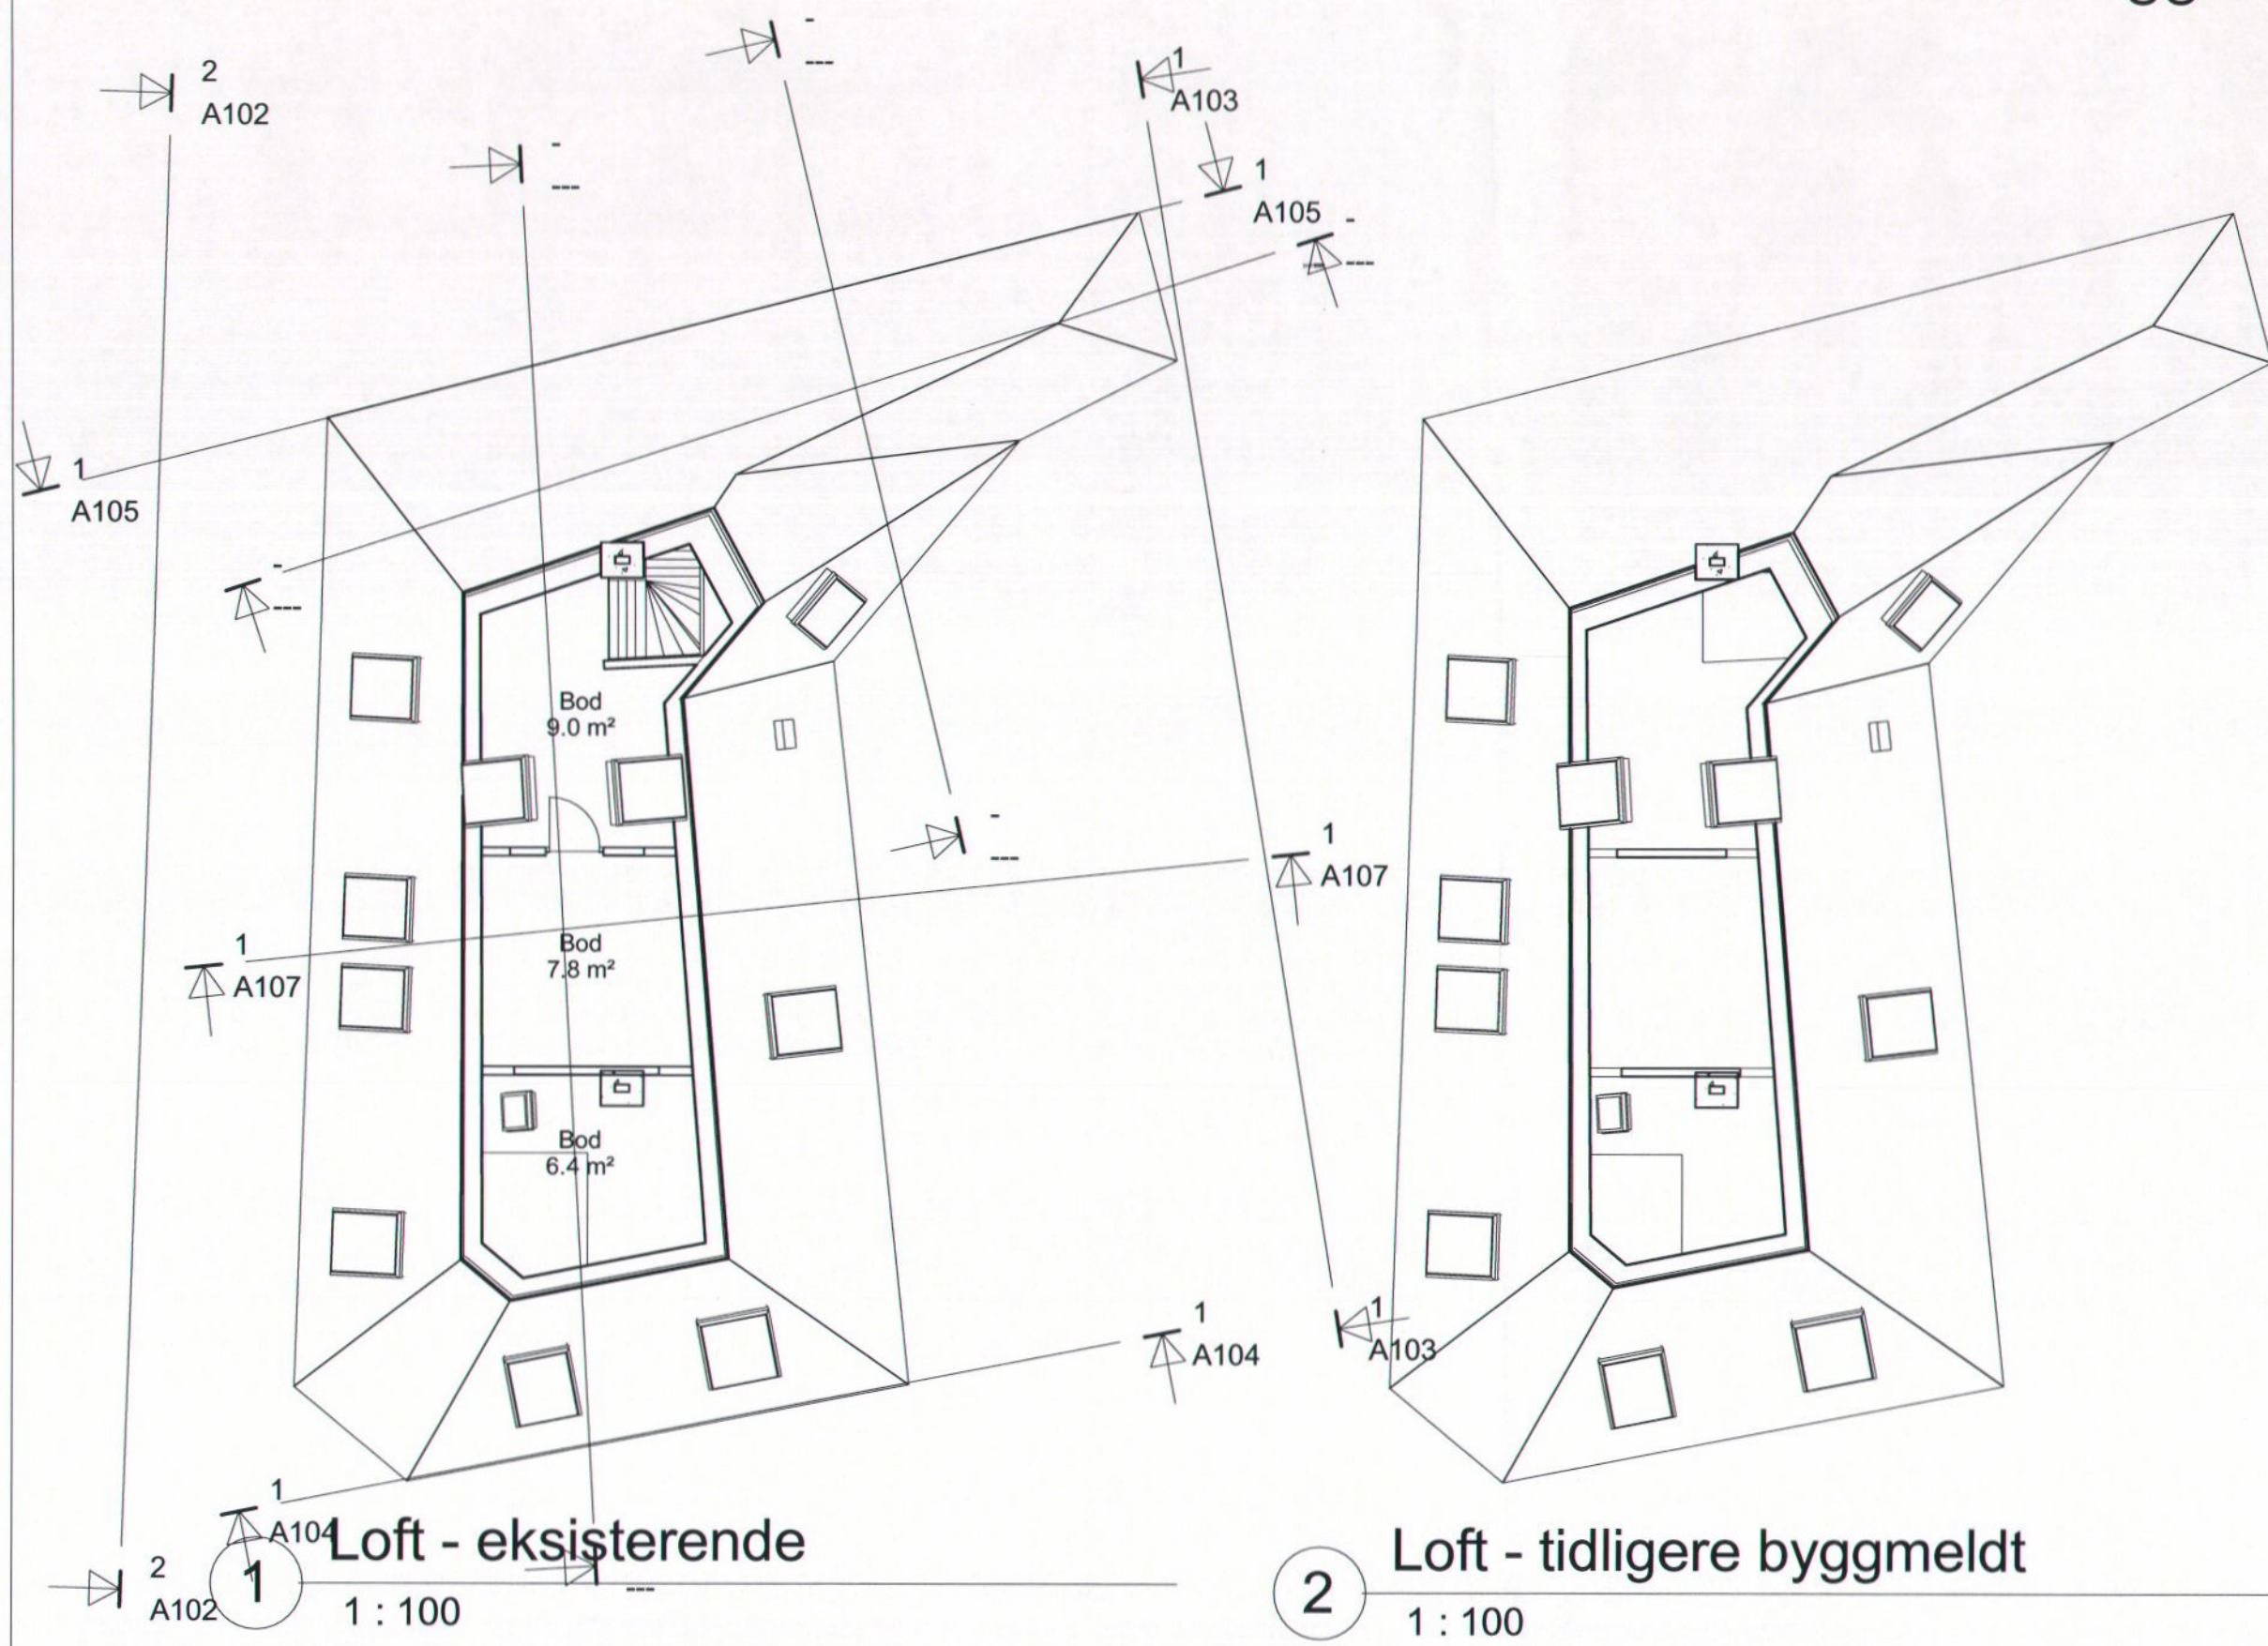 -
---
2
A102
1
A103
-
---
1
A105
-
---
---
1
A105
-
---
Bod
9.0 m²
-
---
1
A107
1
A107
Bod
7.8 m²
Bod
6.4 m²
1
A104
1
A103
1
A104
2
A102
---
1
Loft - eksisterende
1 : 100
2
Loft - tidligere byggmeldt
1 : 100